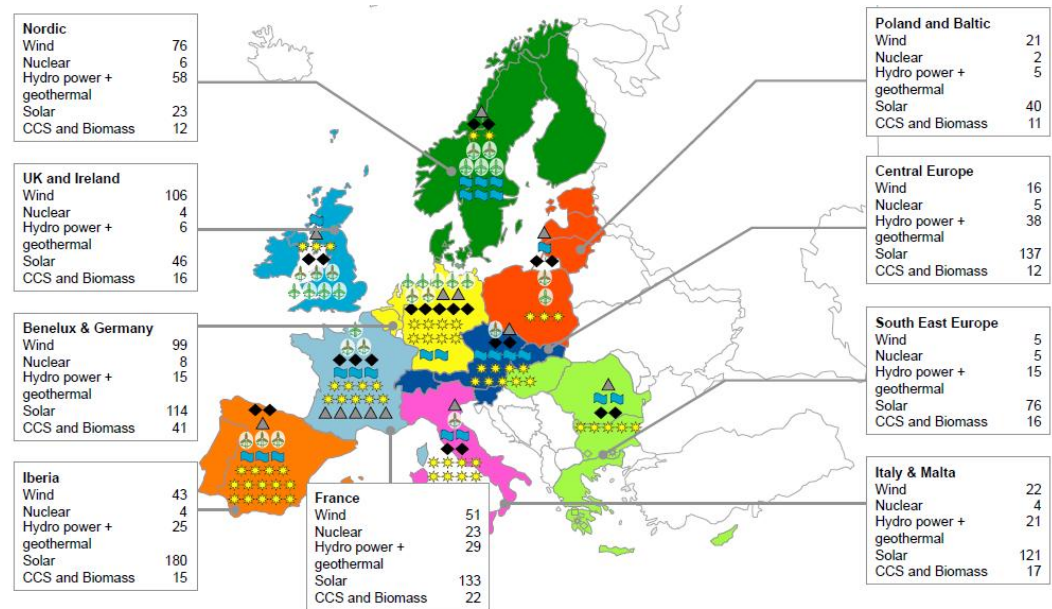 Nordic
Wind 76
Nuclear 6
Hydro power + 58
geothermal
Solar 23
CCS and Biomass 12
UK and Ireland
Wind 106
Nuclear 4
Hydro power + 6
geothermal
Solar 46
CCS and Biomass 16
Benelux & Germany
Wind 99
Nuclear 8
Hydro power + 15
geothermal
Solar 114
CCS and Biomass 41
Iberia
Wind 43
Nuclear 4
Hydro power + 25
geothermal
Solar 180
CCS and Biomass 15
France
Wind 51
Nuclear 23
Hydro power + 29
geothermal
Solar 133
CCS and Biomass 22
Poland and Baltic
Wind 21
Nuclear 2
Hydro power + 5
geothermal
Solar 40
CCS and Biomass 11
Central Europe
Wind 16
Nuclear 5
Hydro power + 38
geothermal
Solar 137
CCS and Biomass 12
South East Europe
Wind 5
Nuclear 5
Hydro power + 15
geothermal
Solar 76
CCS and Biomass 16
Italy & Malta
Wind 22
Nuclear 4
Hydro power + 21
geothermal
Solar 121
CCS and Biomass 17